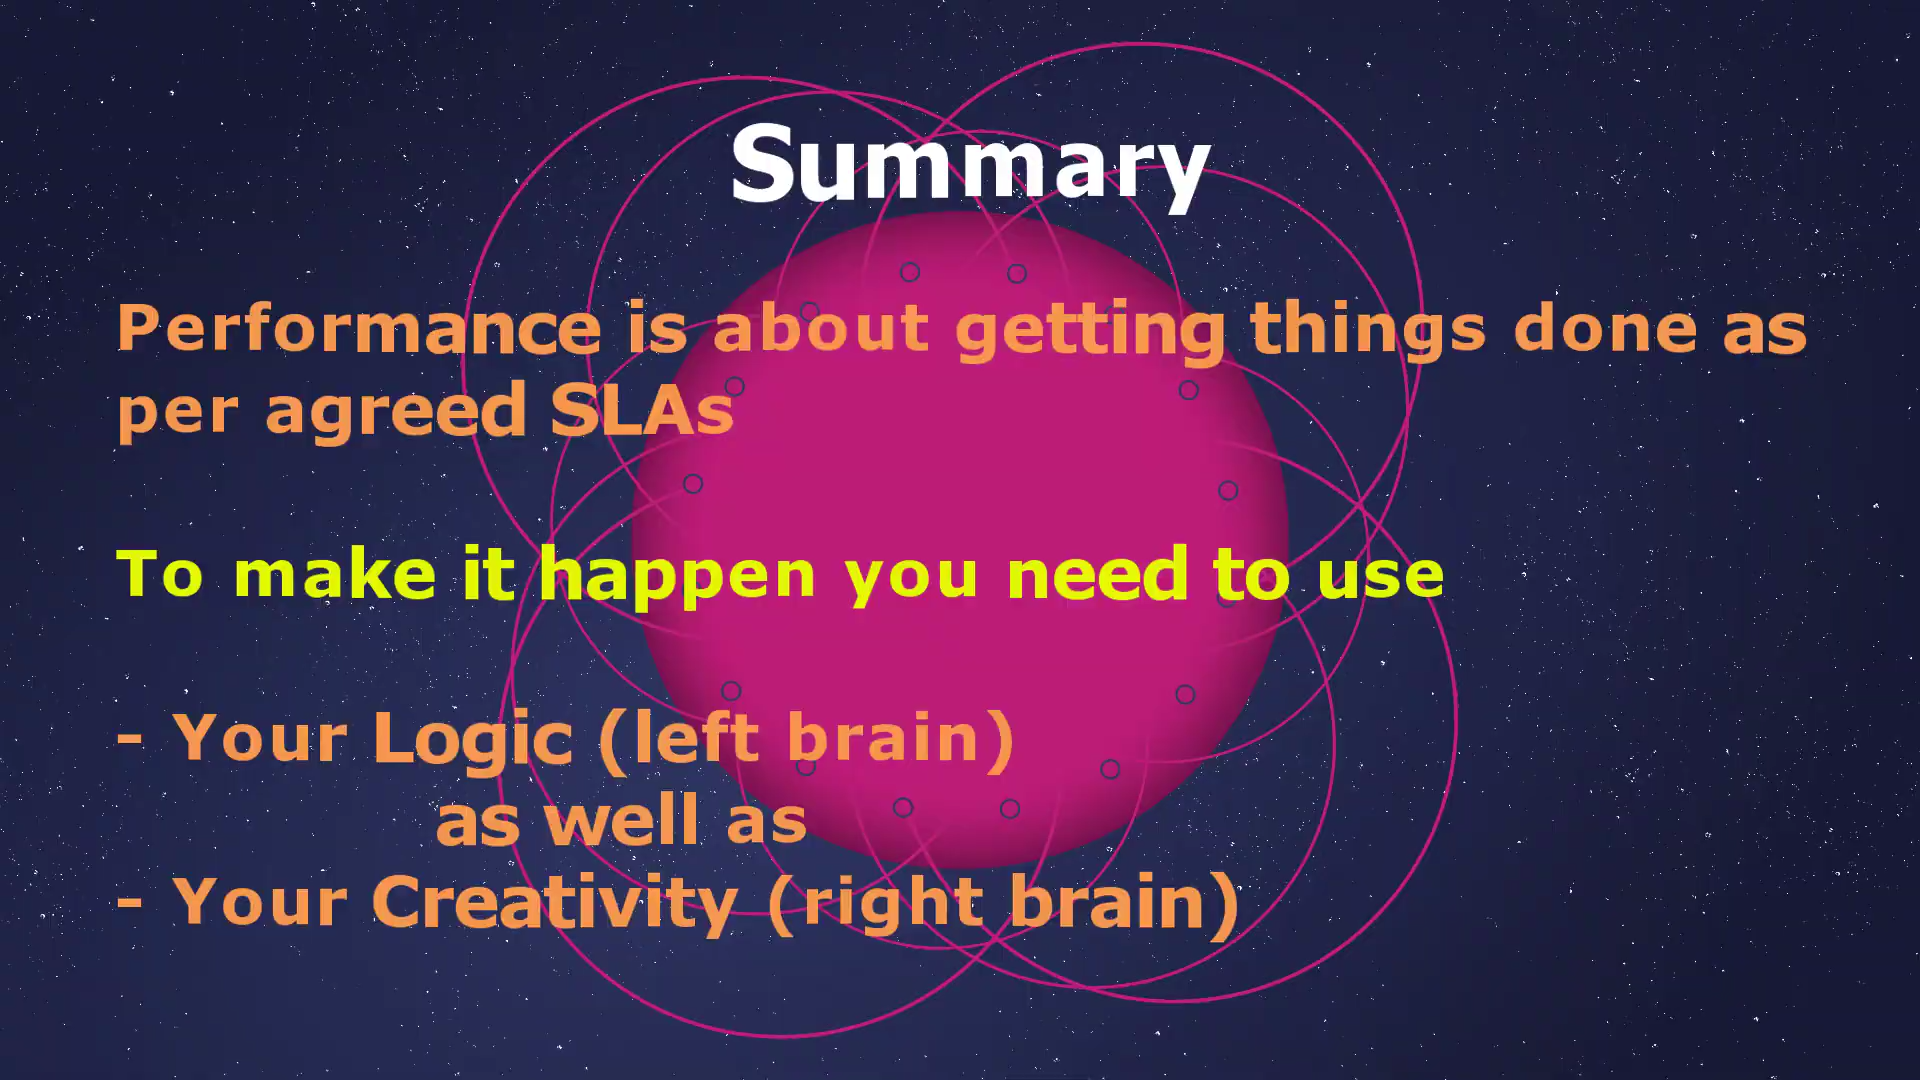 Summary
Performance is about getting things done as
per agreed SLAs
To make it happen you need to use
- Your Logic (left brain)
as well as
- Your Creativity (right brain)